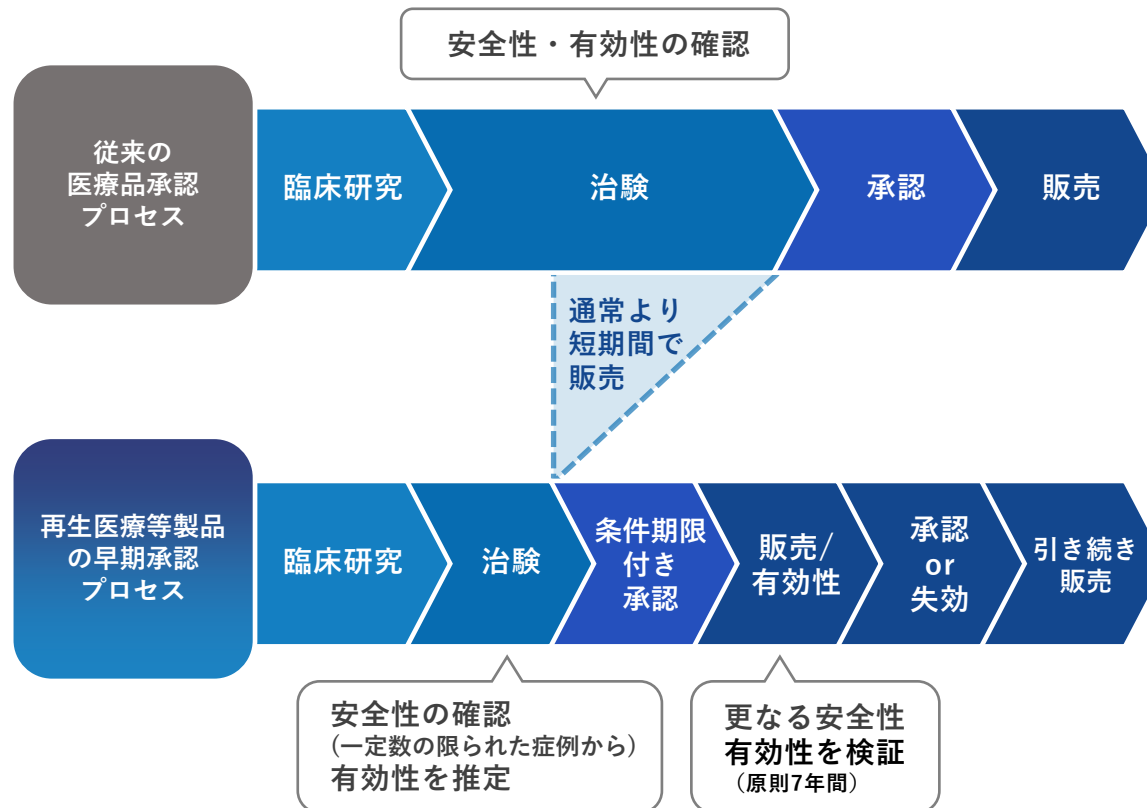 安全性・有効性の確認
従来の
医療品承認
プロセス
臨床研究
治験
承認
販売
通常より
短期間で
販売
再生医療等製品
の早期承認
プロセス
臨床研究
治験
条件期限
付き
承認
販売/
有効性
承認
or
失効
引き続き
販売
安全性の確認
(一定数の限られた症例から)
有効性を推定
更なる安全性
有効性を検証
(原則7年間)